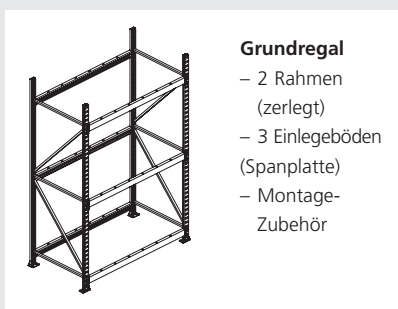 Grundregal
– 2 Rahmen
(zerlegt)
– 3 Einlegeböden
(Spanplatte)
– Montage-
Zubehör